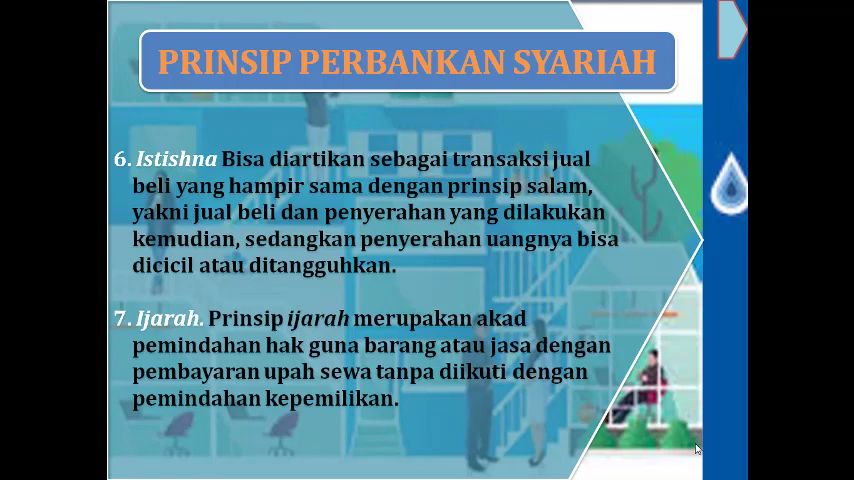 PRINSIP PERBANKAN SYARIAH
6. Istishna Bisa diartikan sebagai transaksi jual
beli yang hampir sama dengan prinsip salam,
yakni jual beli dan penyerahan yang dilakukan
kemudian, sedangkan penyerahan uangnya bisa
dicicil atau ditangguhkan.
7. Ijarah. Prinsip ijarah merupakan akad
pemindahan hak guna barang atau jasa dengan
pembayaran upah sewa tanpa diikuti dengan
pemindahan kepemilikan.